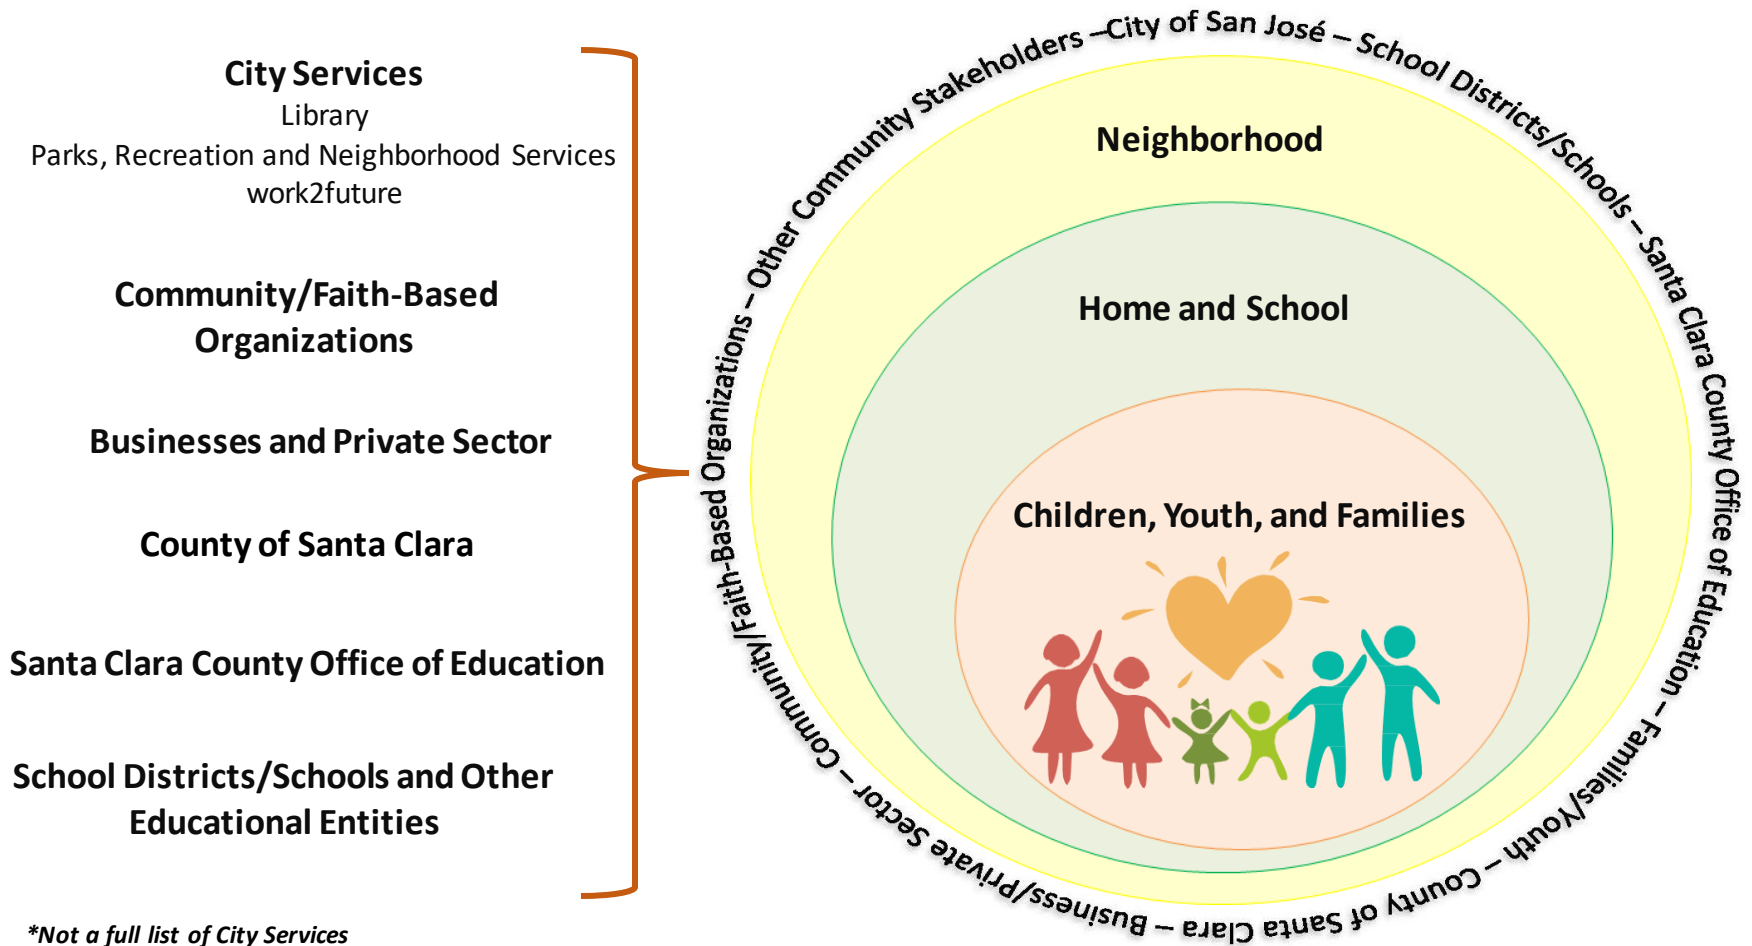 City Services
Library
Parks, Recreation and Neighborhood Services
work2future
Community/Faith-Based
Organizations
Businesses and Private Sector
County of Santa Clara
Santa Clara County Office of Education
School Districts/Schools and Other
Educational Entities
*Not a full list of City Services
Community/Faith-Based Organizations – Other Community Stakeholders –City of San José – School Districts/Schools – Santa Clara County Office of Education – Families/Youth – County of Santa Clara – Business/Private Sector –
Neighborhood
Home and School
Children, Youth, and Families